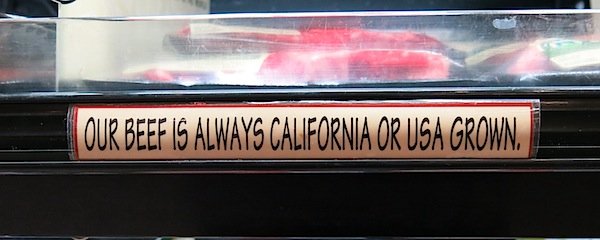 OUR BEEF IS ALWAYS CALIFORNIA OR USA GROWN.